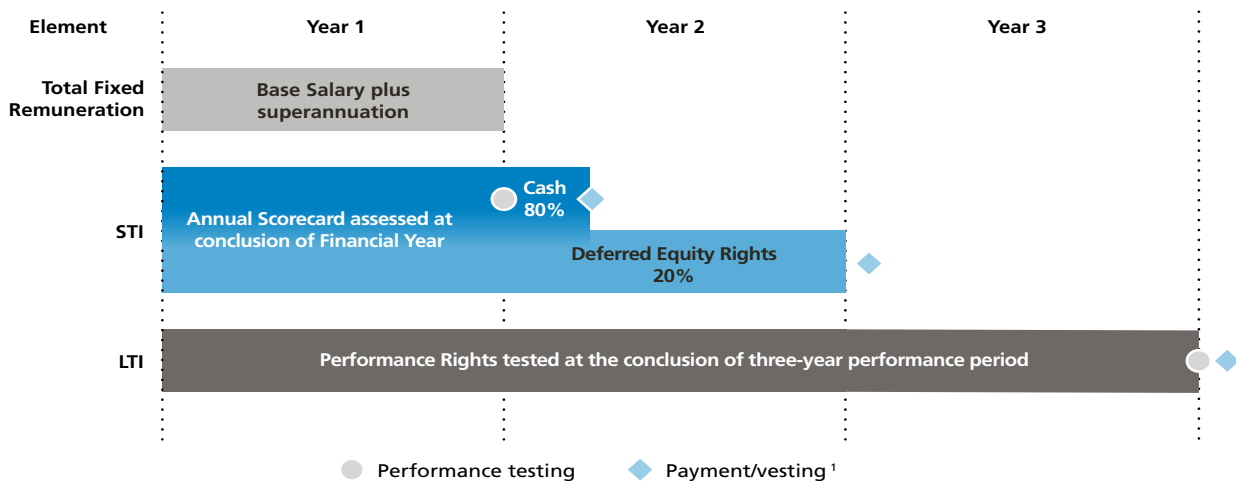 Element
Year 1
Year 2
Year 3
Total Fixed
Remuneration
Base Salary plus
superannuation
STI
Annual Scorecard assessed at
conclusion of Financial Year
Cash
80%
Deferred Equity Rights
20%
LTI
Performance Rights tested at the conclusion of three-year performance period
Performance testing
Payment/vesting ¹